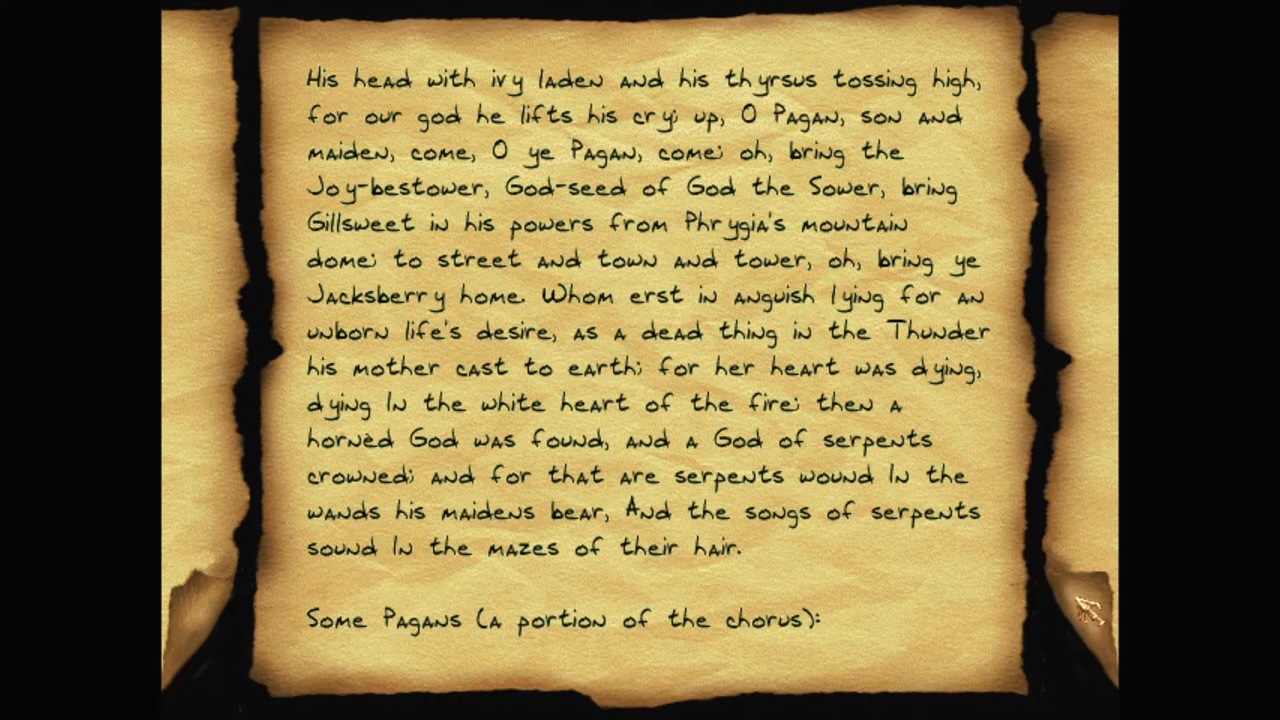 His head with ivy laden and his thyrsus tossing high,
for our god he lifts his cry; up, O Pagan, son and
maiden, come, O ye Pagan, come; oh, bring the
Joy-bestower, God-seed of God the Sower, bring
Gillsweet in his powers from Phrygia's mountain
dome; to street and town and tower, oh, bring ye
Jacksberry home. Whom erst in anguish lying for an
unborn life's desire, as a dead thing in the Thunder
his mother cast to earth; for her heart was dying,
dying In the white heart of the fire; then a
hornèd God was found, and a God of serpents
crowned; and for that are serpents wound In the
wands his maidens bear, And the songs of serpents
sound In the mazes of their hair.
Some Pagans (a portion of the chorus):